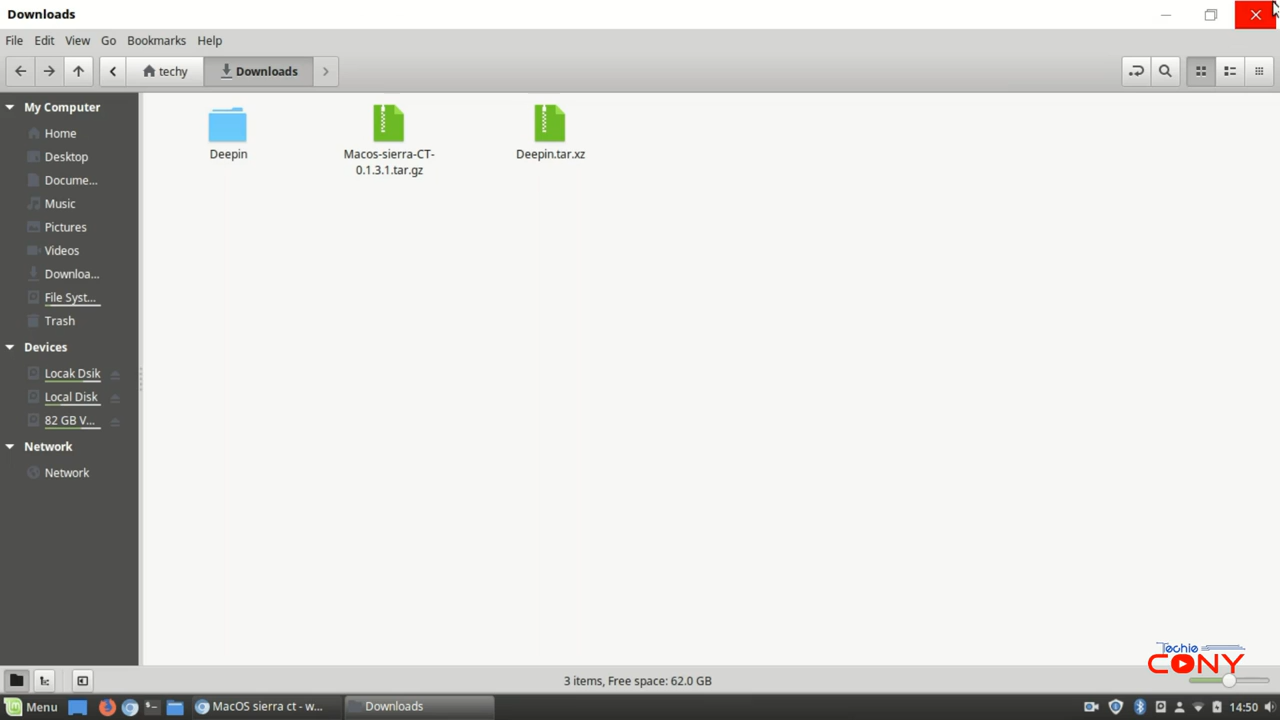 Downloads
File Edit View Go Bookmarks Help
techy Downloads
My Computer
Home
Desktop
Docume...
Music
Pictures
Videos
Downloa...
File Syst...
Trash
Devices
Locak Dsik
Local Disk
82 GB V...
Network
Network
Deepin
Macos-sierra-CT-
0.1.3.1.tar.gz
Deepin.tar.xz
Techie
CONY
3 items, Free space: 62.0 GB
Menu MacOS sierra ct - w... Downloads 14:50